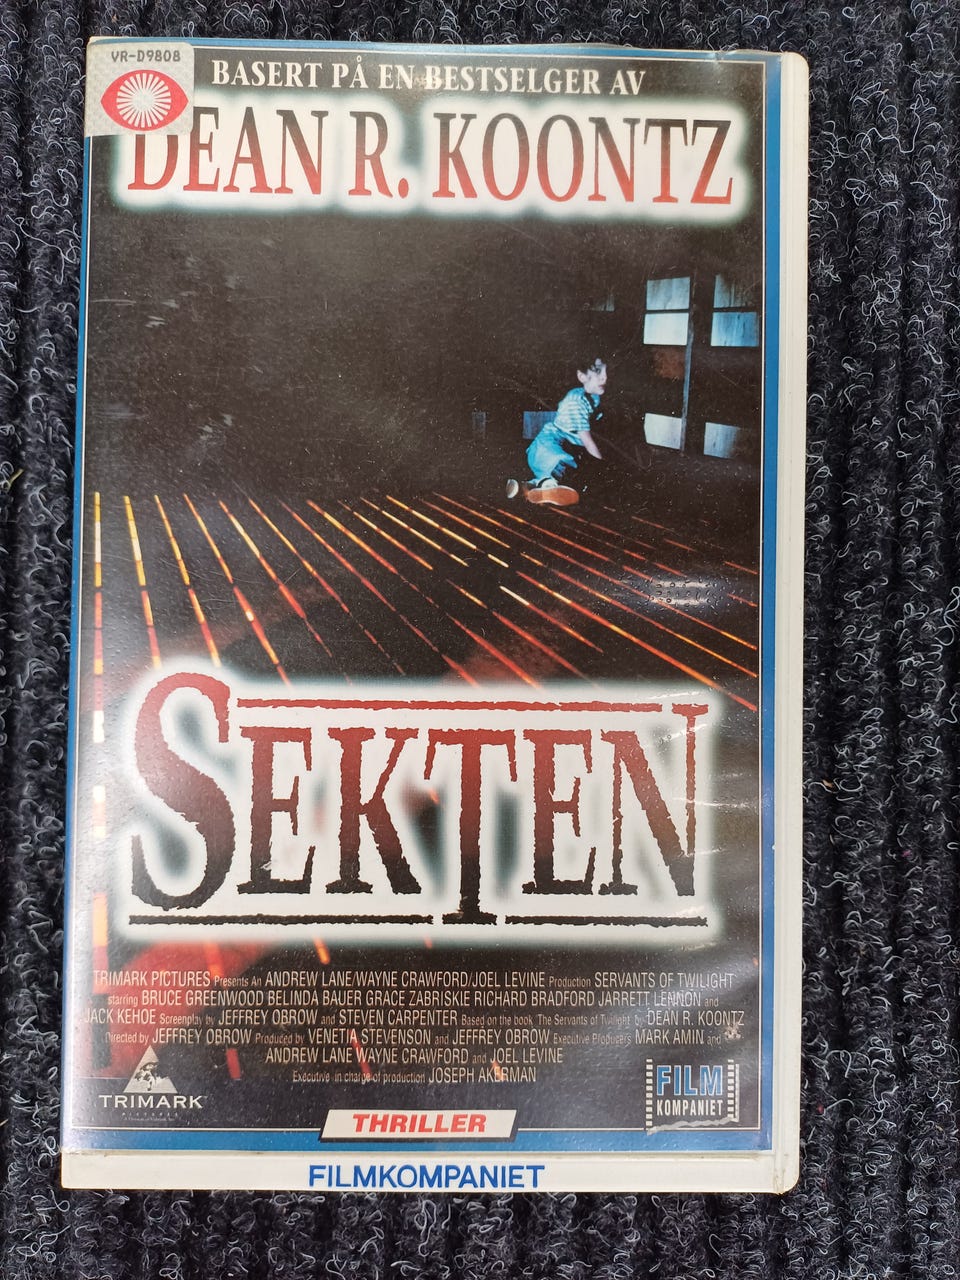 VR-D9808
BASERT PÅ EN BESTSELGER AV
DEAN R. KOONTZ
SEKTEN
TRIMARK PICTURES Presents An ANDREW LANE/WAYNE CRAWFORD/JOEL LEVINE Production SERVANTS OF TWILIGHT
starring BRUCE GREENWOOD BELINDA BAUER GRACE ZABRISKIE RICHARD BRADFORD JARRETT LENNON and
JACK KEHOE Screenplay by JEFFREY OBROW and STEVEN CARPENTER Based on the book 'The Servants of Twilight' by DEAN R. KOONTZ
Directed by JEFFREY OBROW Produced by VENETIA STEVENSON and JEFFREY OBROW Executive Producers MARK AMIN and
ANDREW LANE WAYNE CRAWFORD and JOEL LEVINE
Executive in charge of production JOSEPH AKERMAN
TRIMARK
PICTURES
FILM
KOMPANIET
THRILLER
FILMKOMPANIET